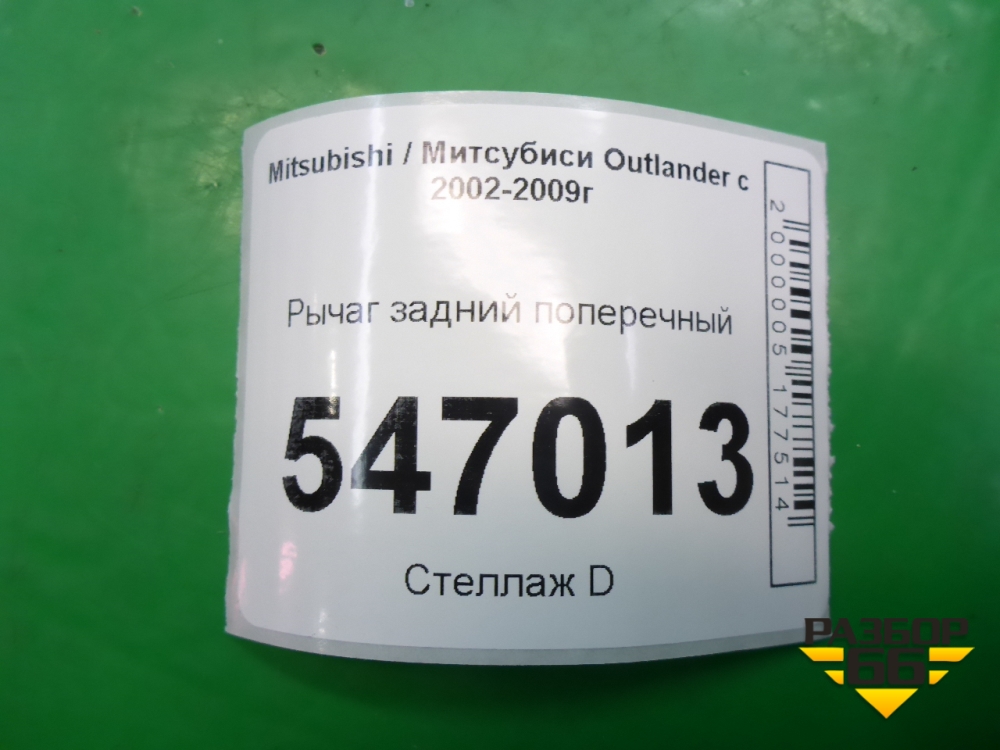 Mitsubishi / Митсубиси Outlander с
2002-2009г
Рычаг задний поперечный
547013
Стеллаж D
2000005177514
РАЗБОР
66